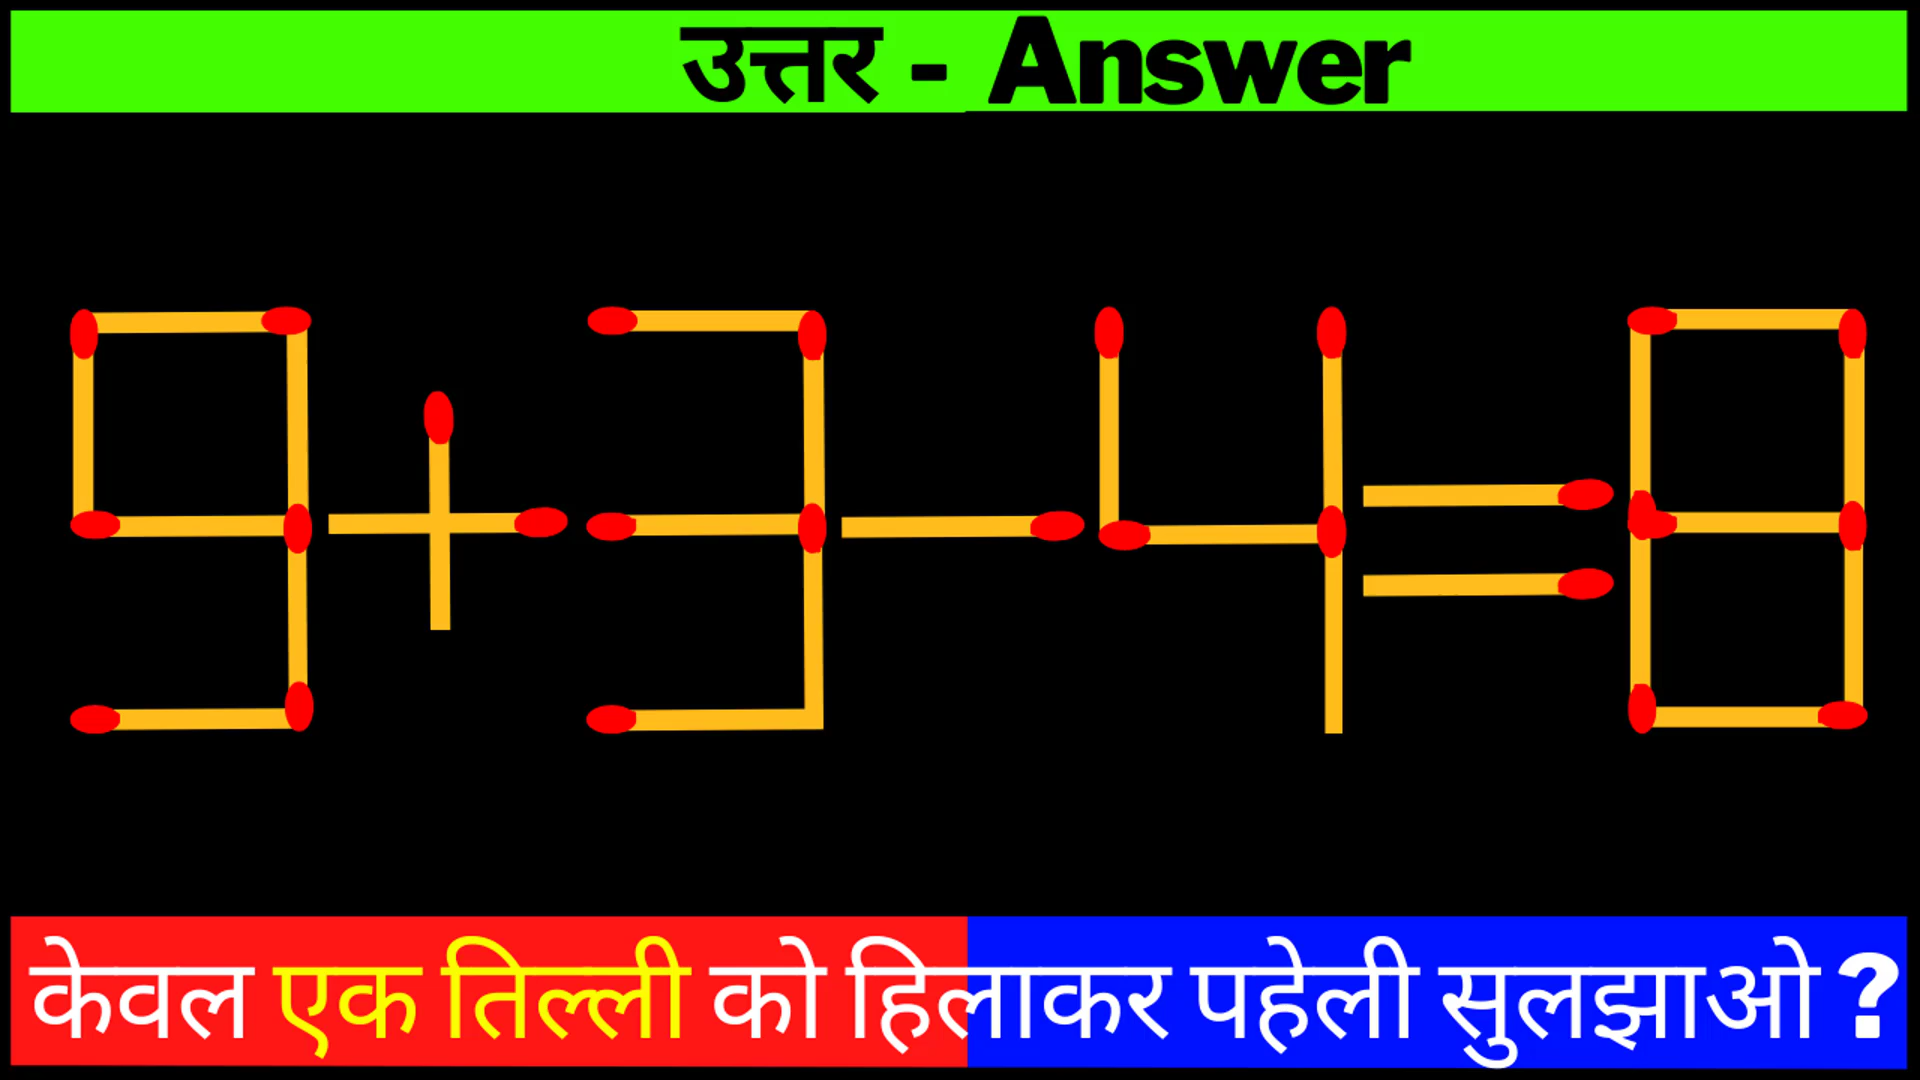 उत्तर - Answer
9+3-4=8
केवल एक तिल्ली को हिलाकर पहेली सुलझाओ ?